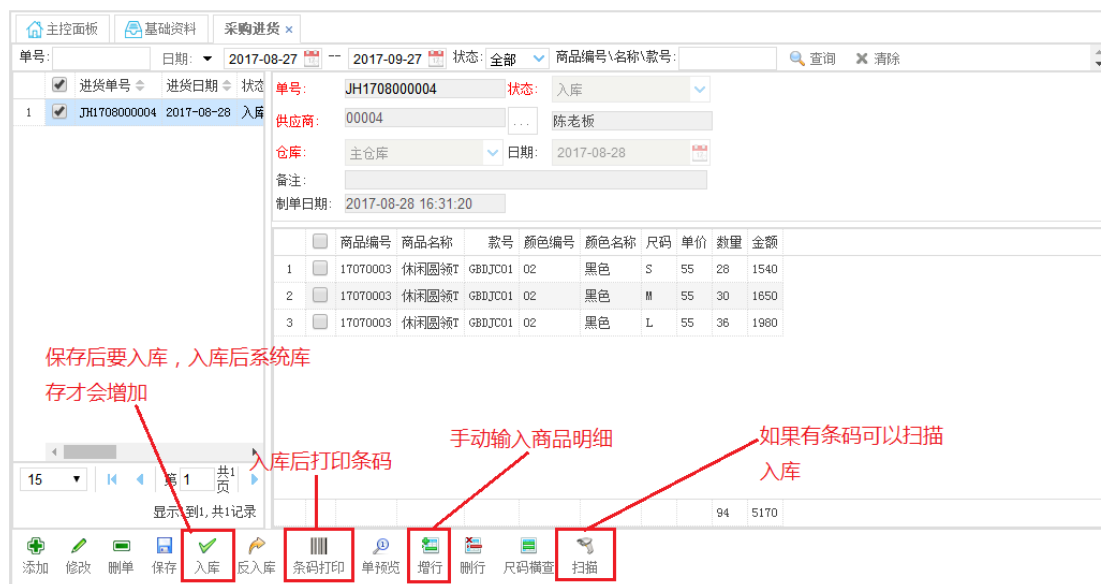 主控面板 基础资料 采购进货 ×
单号: 日期: 2017-08-27 -- 2017-09-27 状态: 全部 商品编号\名称\款号: 查询 清除
进货单号 进货日期 状态
1 JH1708000004 2017-08-28 入库
单号: JH1708000004 状态: 入库
供应商: 00004 ... 陈老板
仓库: 主仓库 日期: 2017-08-28
备注:
制单日期: 2017-08-28 16:31:20
商品编号 商品名称 款号 颜色编号 颜色名称 尺码 单价 数量 金额
1 17070003 休闲圆领T GBDJC01 02 黑色 S 55 28 1540
2 17070003 休闲圆领T GBDJC01 02 黑色 M 55 30 1650
3 17070003 休闲圆领T GBDJC01 02 黑色 L 55 36 1980
保存后要入库，入库后系统库
存才会增加
入库后打印条码
手动输入商品明细
如果有条码可以扫描
入库
15 第 1 共1页
显示1到1,共1记录
94 5170
添加 修改 删单 保存 入库 反入库 条码打印 单预览 增行 删行 尺码横查 扫描